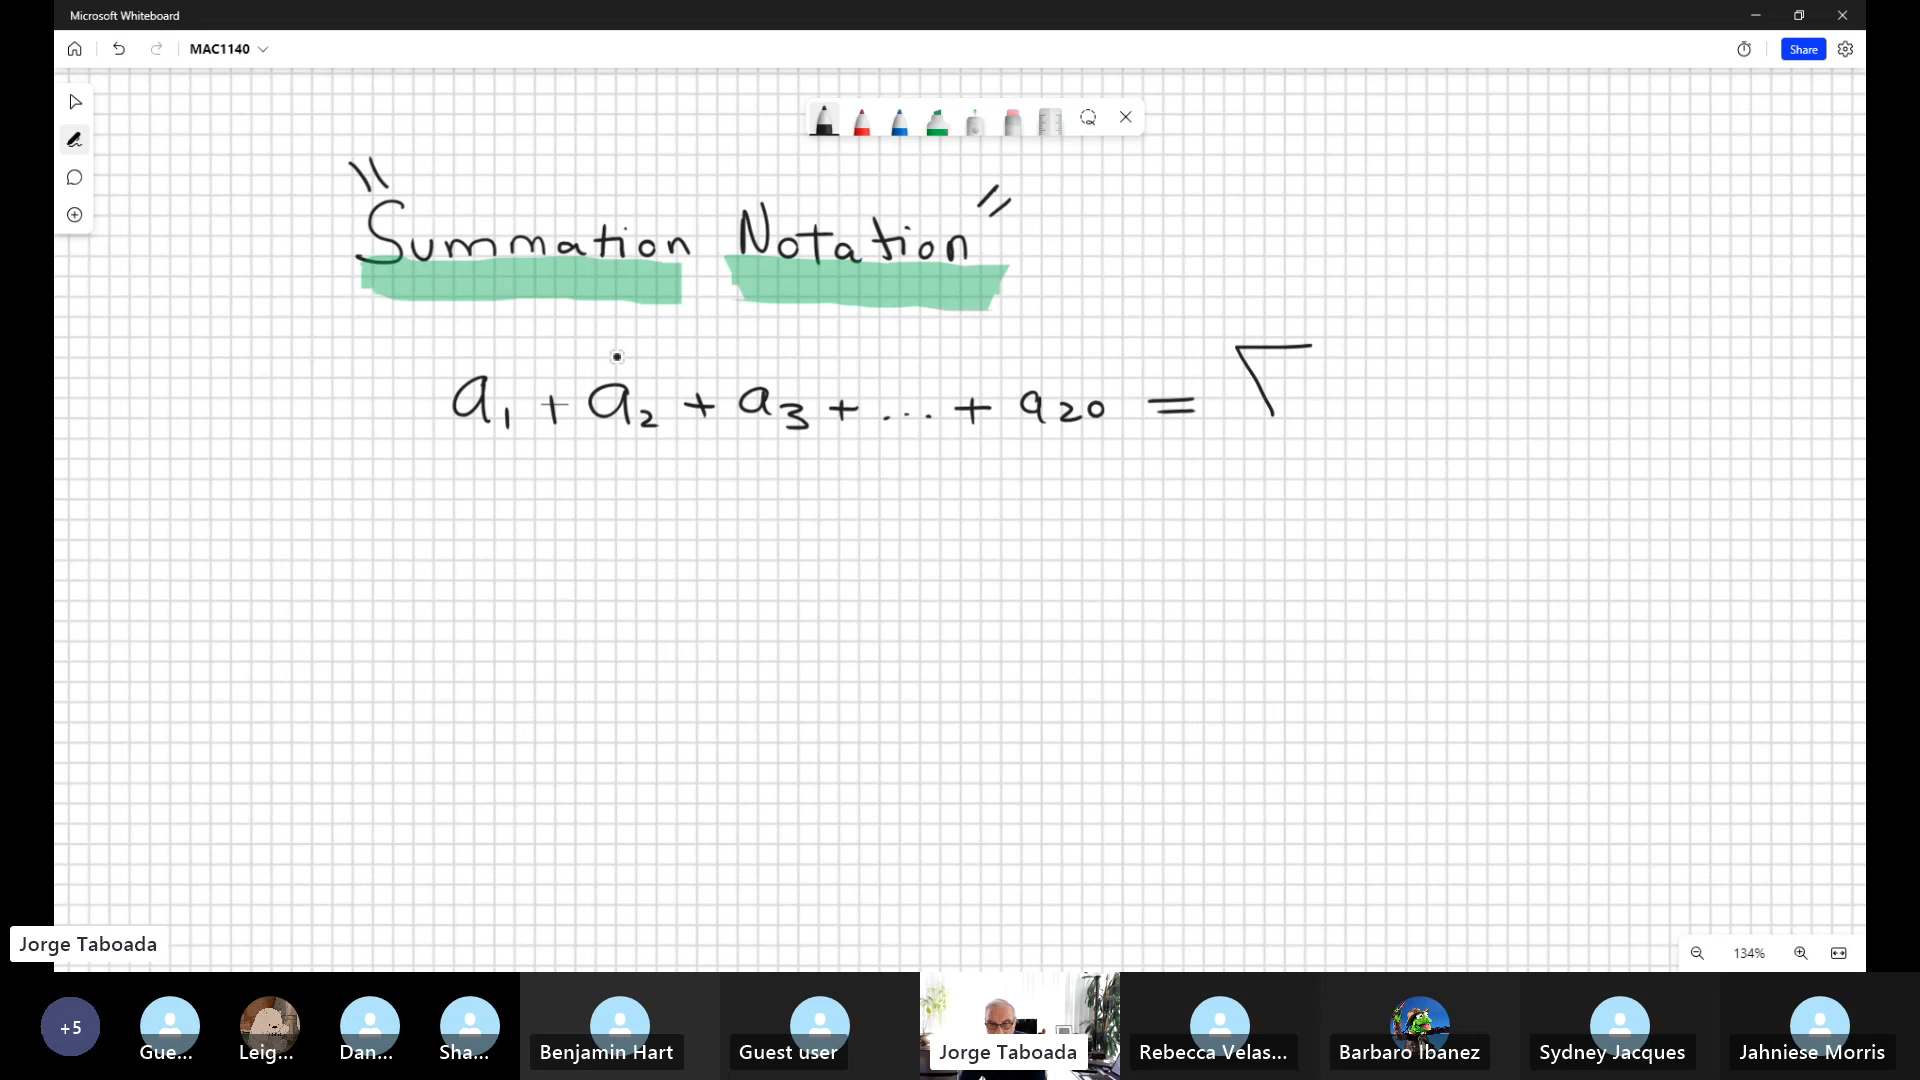 Microsoft Whiteboard
MAC1140
Share
"Summation Notation"
a₁ + a₂ + a₃ + ... + a₂₀ =
134%
Jorge Taboada
+5
Gue...
Leig...
Dan...
Sha...
Benjamin Hart
Guest user
Jorge Taboada
Rebecca Velas...
Barbaro Ibanez
Sydney Jacques
Jahniese Morris